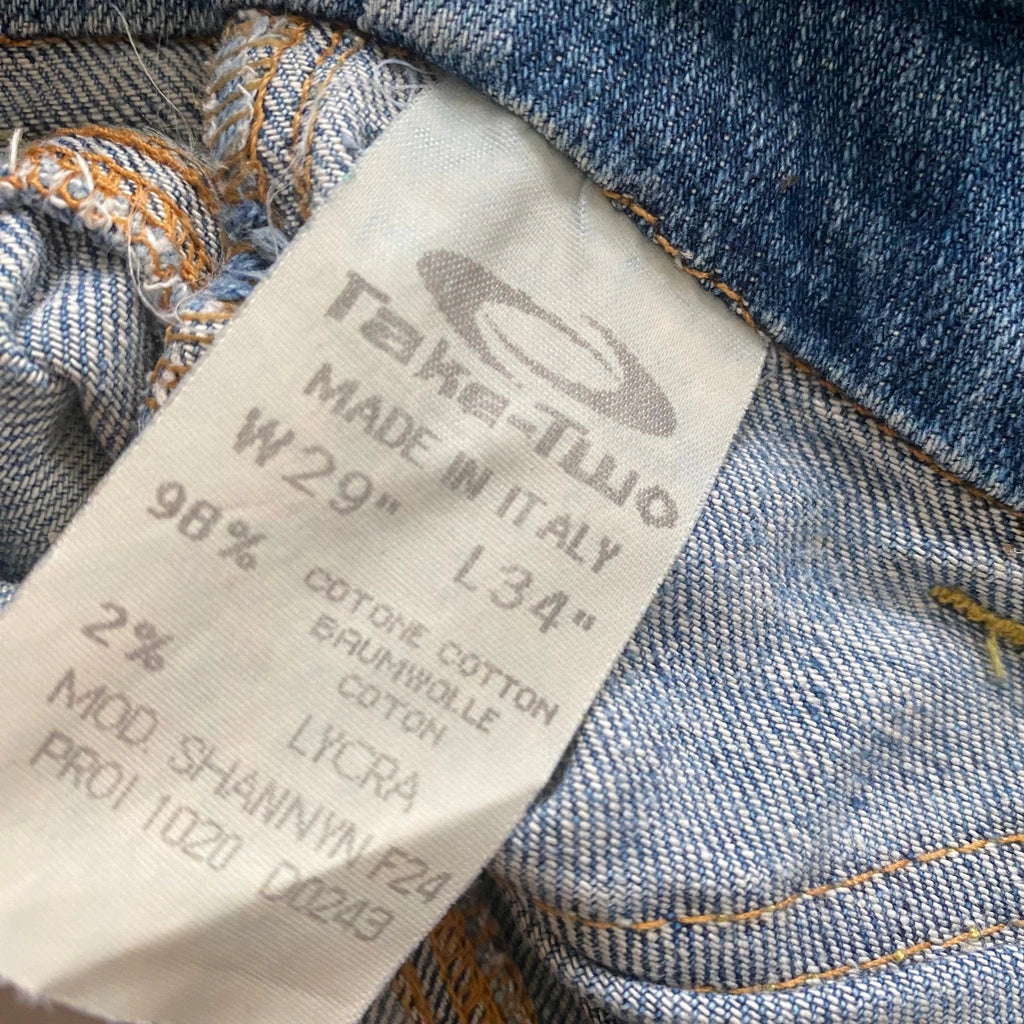 Take-Two
MADE IN ITALY
W29" L34"
98% COTONE COTTON
BAUMWOLLE
COTON
2% LYCRA
MOD. SHANNYN F24
PROI 1020 D0243